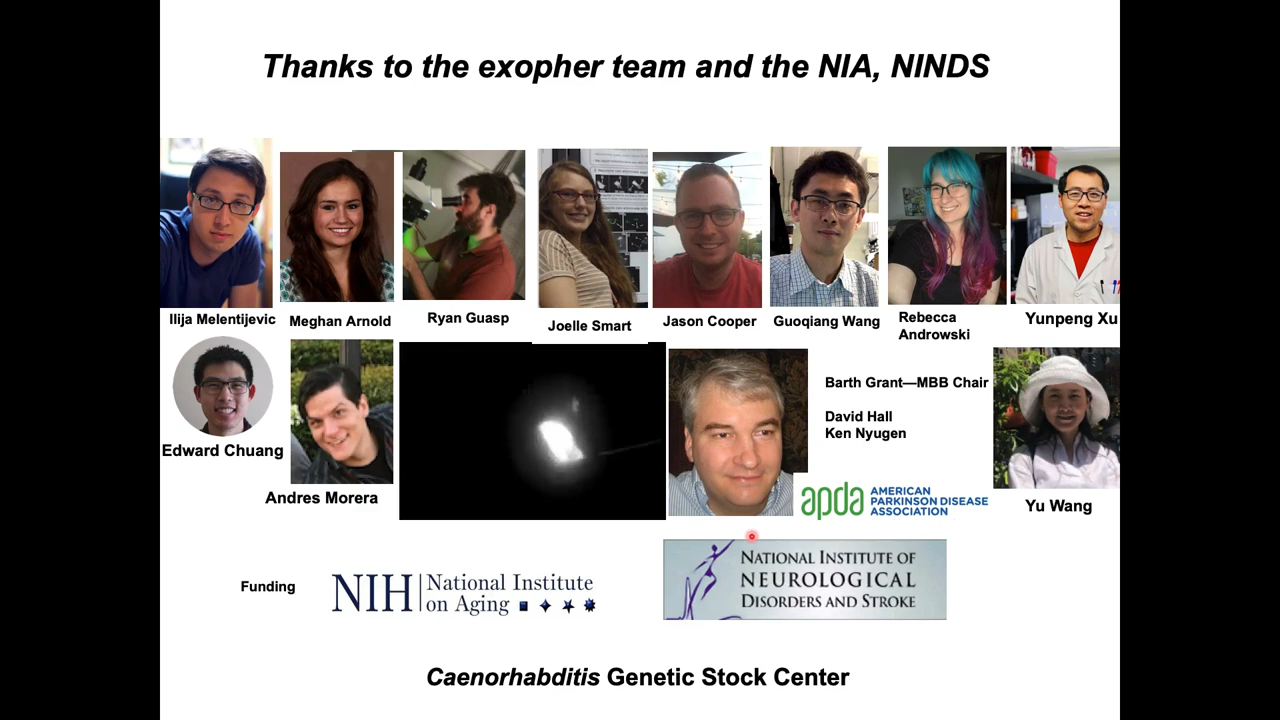 Thanks to the exopher team and the NIA, NINDS
Ilija Melentijevic
Meghan Arnold
Ryan Guasp
Joelle Smart
Jason Cooper
Guoqiang Wang
Rebecca
Androwski
Yunpeng Xu
Edward Chuang
Andres Morera
Barth Grant—MBB Chair
David Hall
Ken Nyugen
apda AMERICAN
PARKINSON DISEASE
ASSOCIATION
Yu Wang
Funding
NIH National Institute
on Aging
NATIONAL INSTITUTE OF
NEUROLOGICAL
DISORDERS AND STROKE
Caenorhabditis Genetic Stock Center